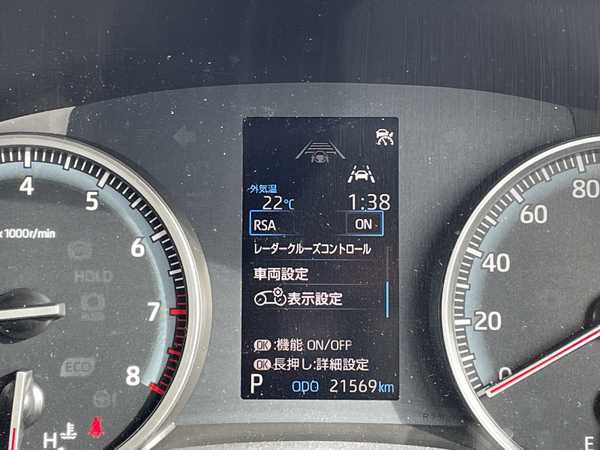 外気温
22℃ 1:38
RSA ON
レーダークルーズコントロール
車両設定
表示設定
OK:機能 ON/OFF
OK長押し:詳細設定
P ODO 21569km
4
5
x 1000r/min
6
HOLD
7
ECO
8
H
80
60
40
20
0
E